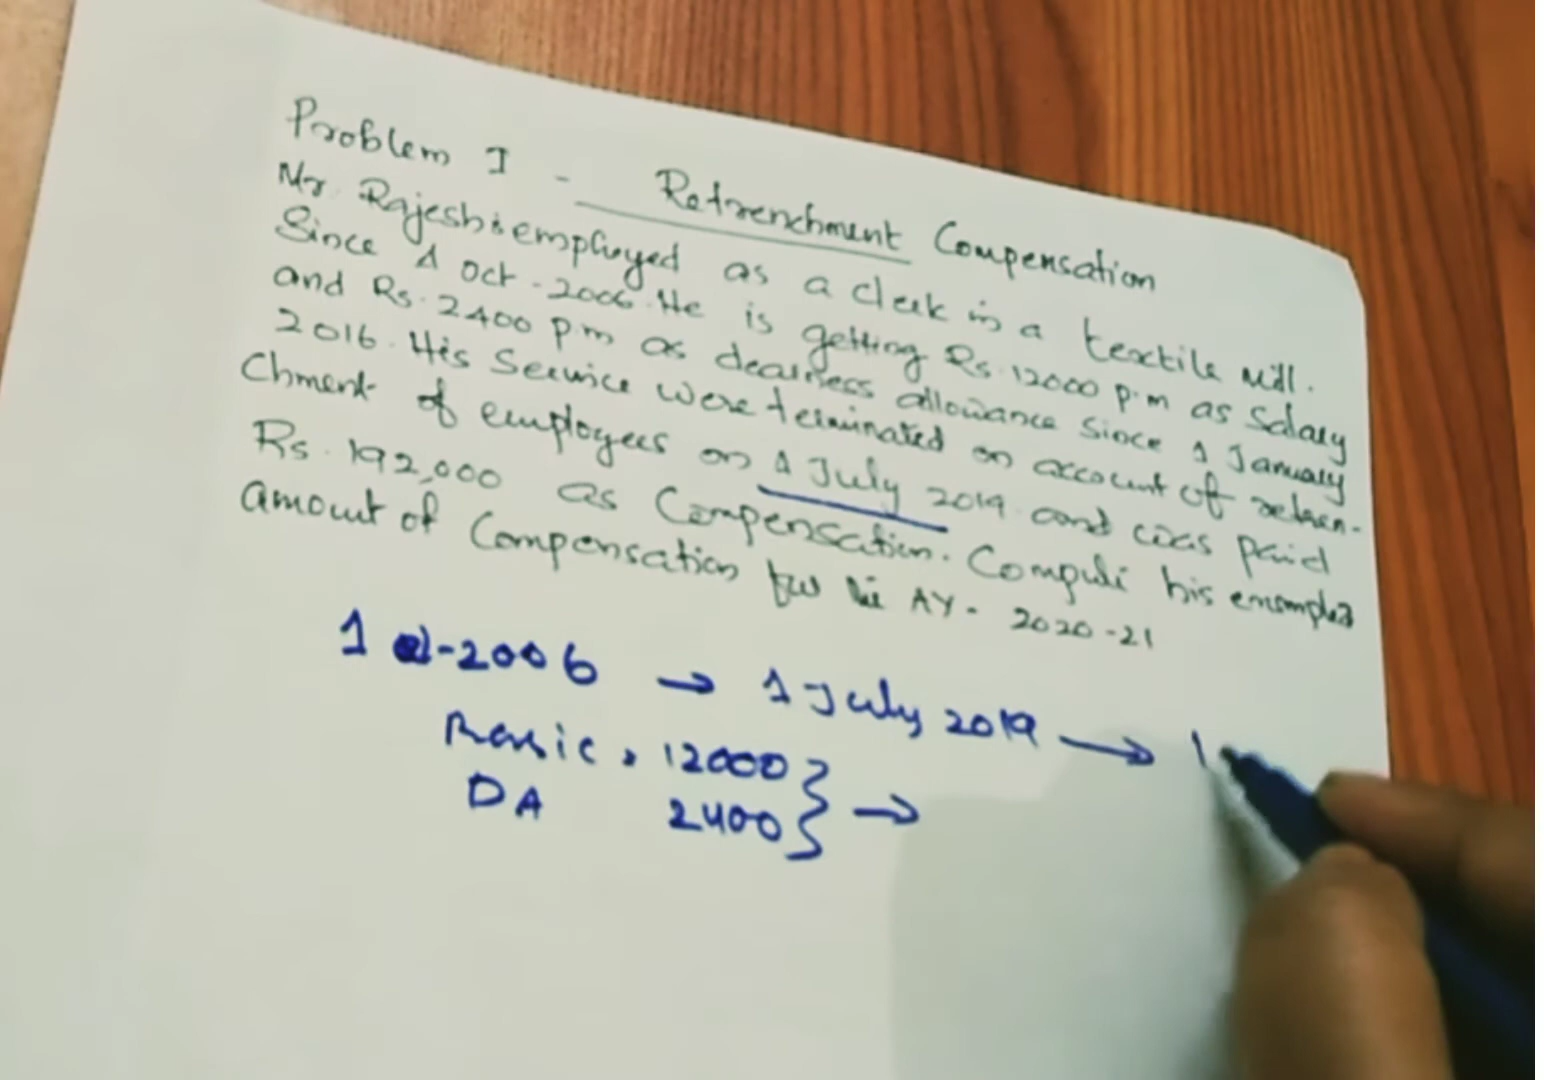 Problem I - Retrenchment Compensation
Mr. Rajesh is employed as a clerk in a textile mill.
Since 1 Oct - 2006. He is getting Rs. 12000 p.m as Salary
and Rs. 2400 p.m as dearness allowance since 1 January
2016. His Service were terminated on account of retren-
chment of employees on 1 July 2019 and was paid
Rs. 192,000 as Compensation. Compute his exempted
amount of Compensation for the AY - 2020-21
1 -2006 → 1 July 2019 → 1
Basic 12000 } →
DA 2400